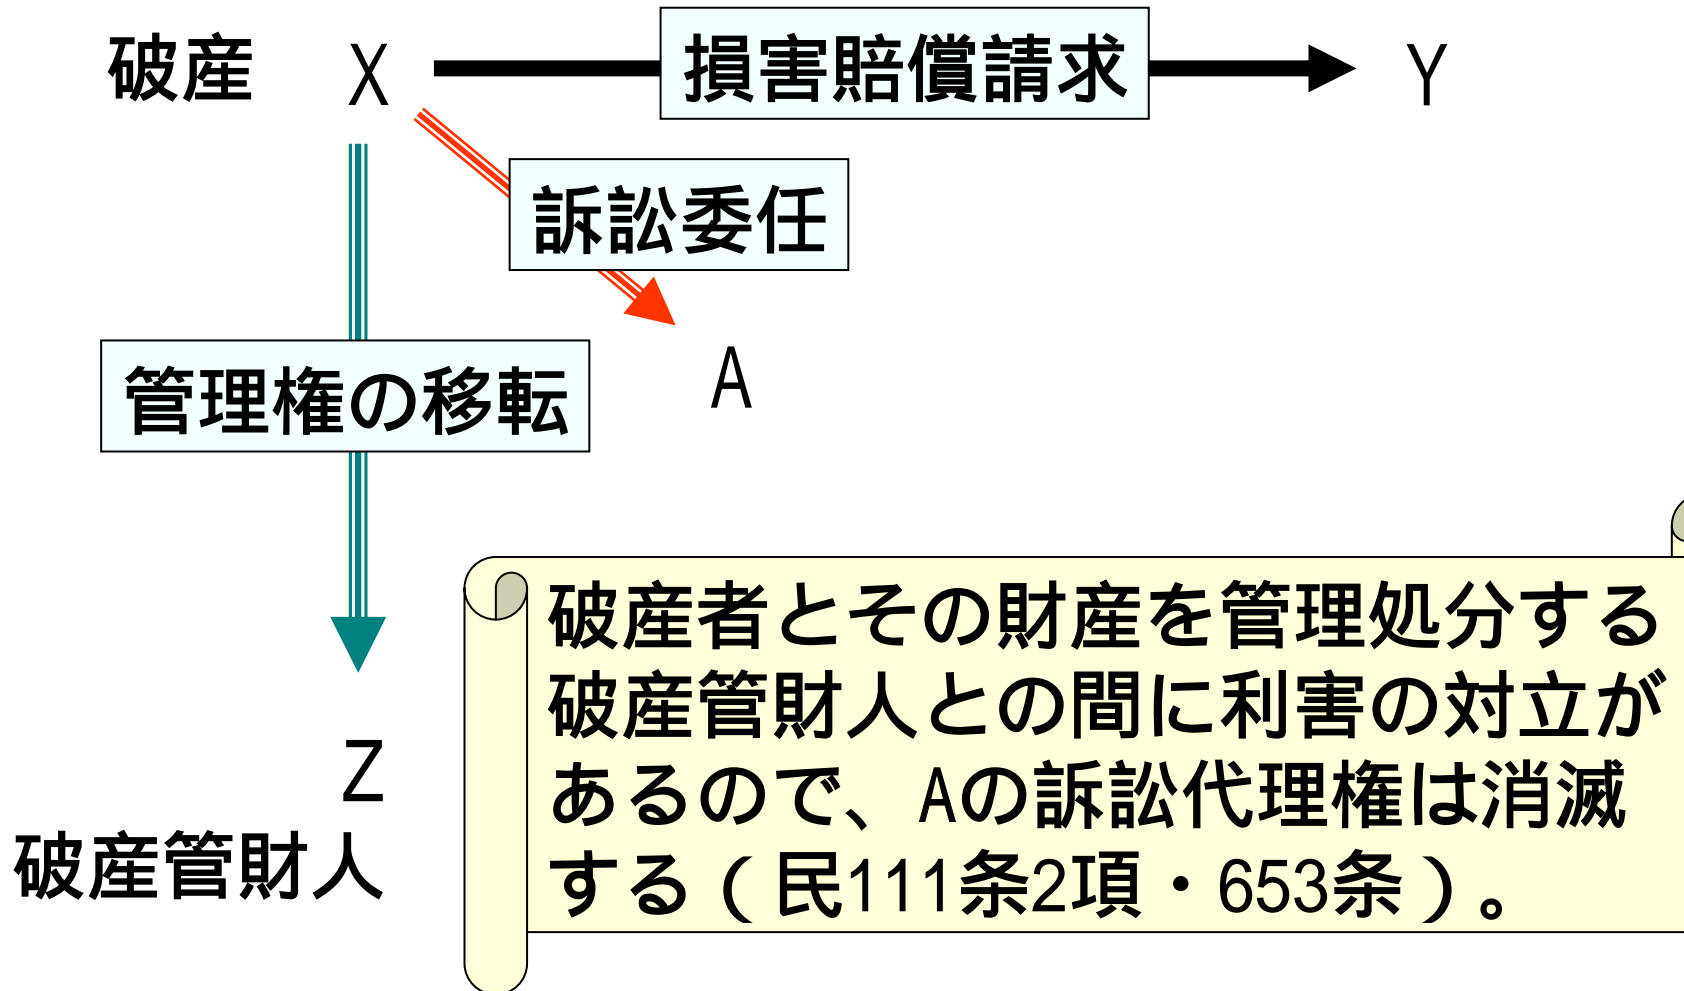 破産 X 損害賠償請求 Y
訴訟委任
A
管理権の移転
Z
破産管財人
破産者とその財産を管理処分する
破産管財人との間に利害の対立が
あるので、Aの訴訟代理権は消滅
する(民111条2項・653条)。